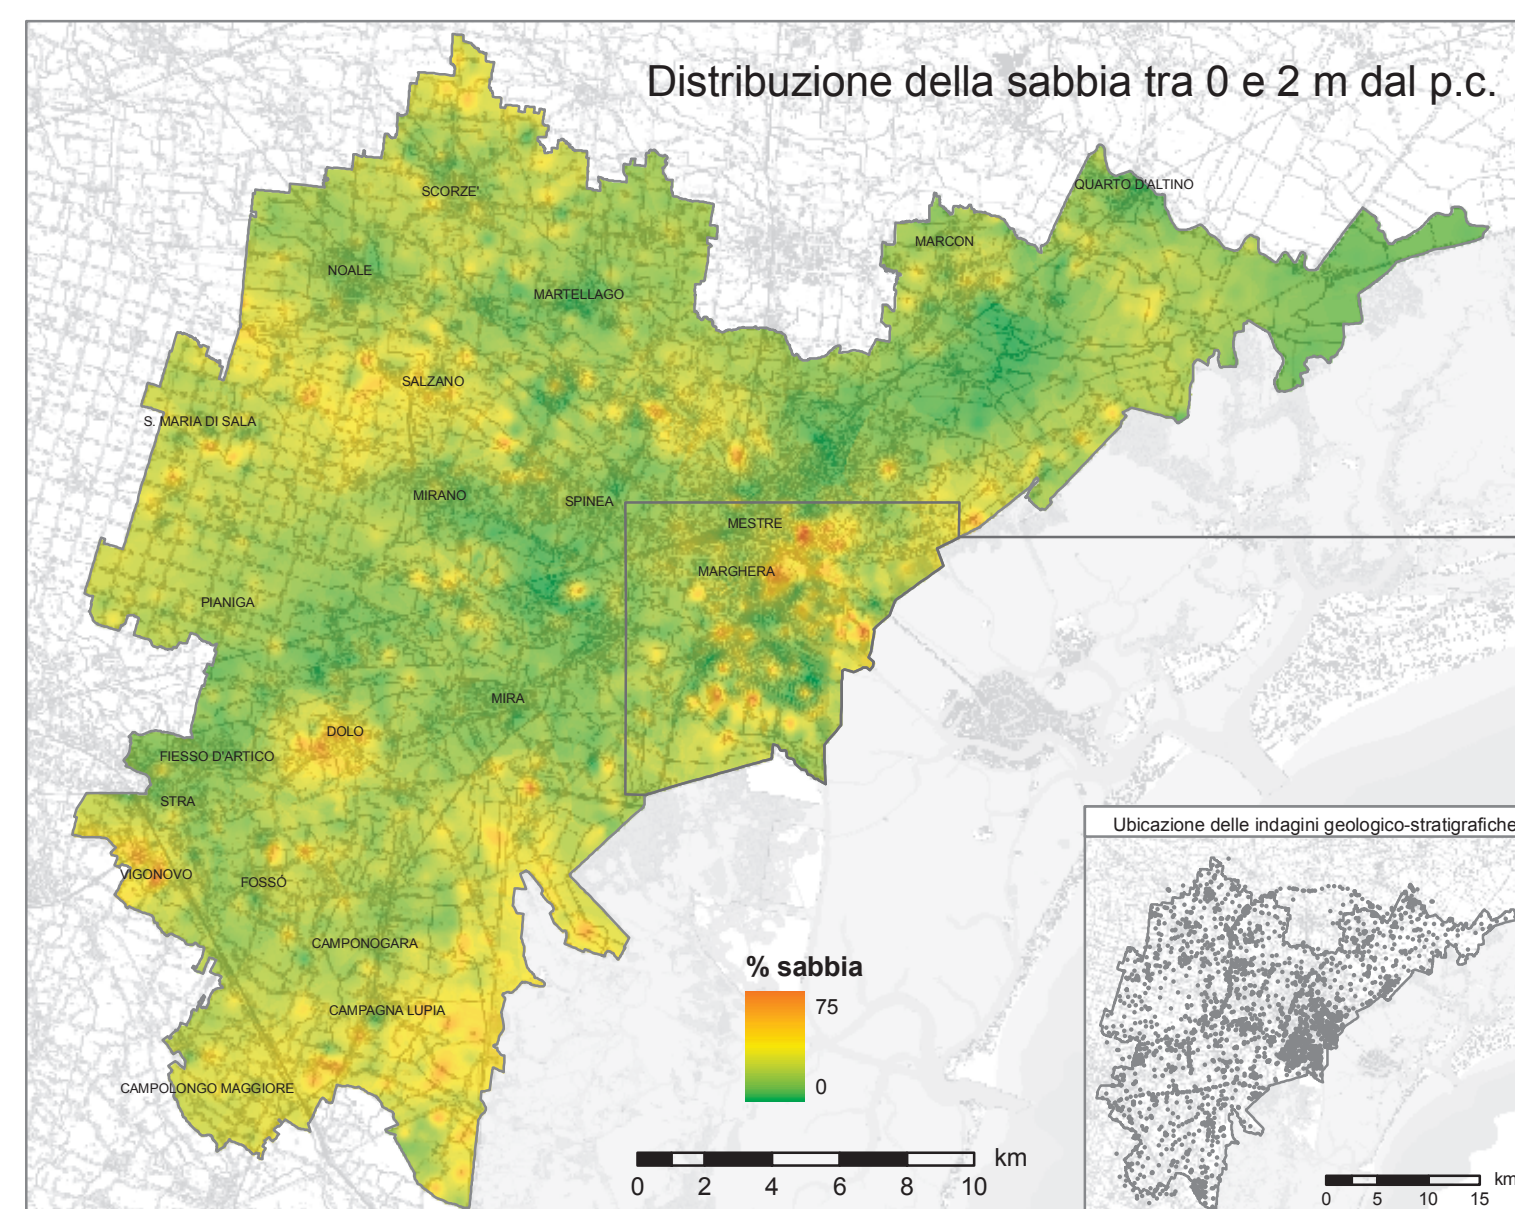 Distribuzione della sabbia tra 0 e 2 m dal p.c.
QUARTO D'ALTINO
SCORZE'
MARCON
NOALE
MARTELLAGO
SALZANO
S. MARIA DI SALA
MIRANO
SPINEA
MESTRE
MARGHERA
PIANIGA
MIRA
DOLO
FIESSO D'ARTICO
STRA
VIGONOVO
FOSSÓ
CAMPONOGARA
CAMPAGNA LUPIA
CAMPOLONGO MAGGIORE
% sabbia
75
0
km
0 2 4 6 8 10
Ubicazione delle indagini geologico-stratigrafiche
km
0 5 10 15